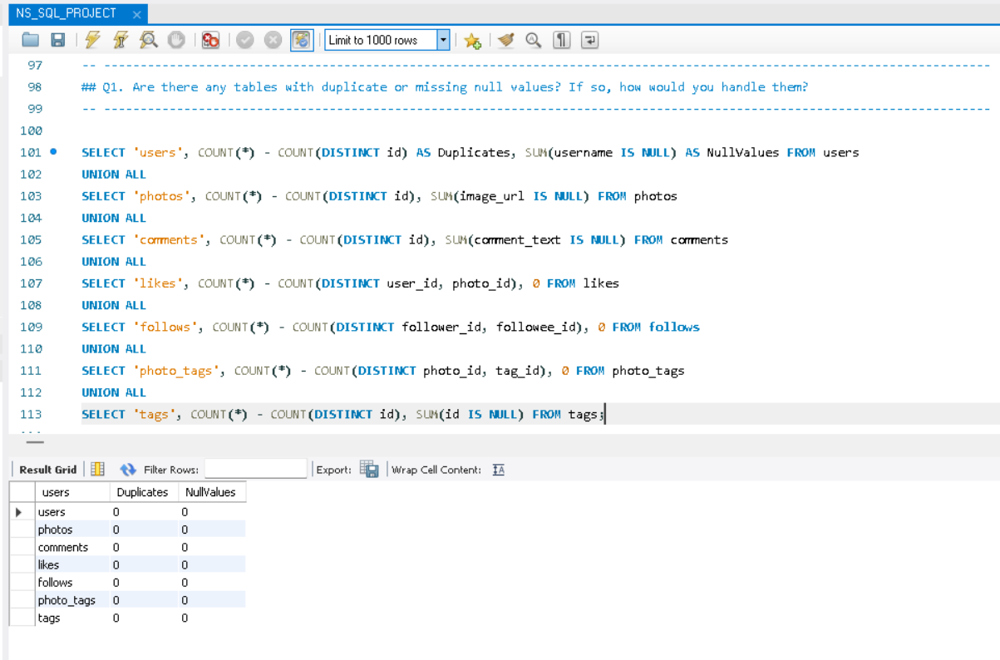 NS_SQL_PROJECT ×
Limit to 1000 rows
97 -- -----------------------------------------------------------------------------------------------------------------------------
98 ## Q1. Are there any tables with duplicate or missing null values? If so, how would you handle them?
99 -- -----------------------------------------------------------------------------------------------------------------------------
100
101 SELECT 'users', COUNT(*) - COUNT(DISTINCT id) AS Duplicates, SUM(username IS NULL) AS NullValues FROM users
102 UNION ALL
103 SELECT 'photos', COUNT(*) - COUNT(DISTINCT id), SUM(image_url IS NULL) FROM photos
104 UNION ALL
105 SELECT 'comments', COUNT(*) - COUNT(DISTINCT id), SUM(comment_text IS NULL) FROM comments
106 UNION ALL
107 SELECT 'likes', COUNT(*) - COUNT(DISTINCT user_id, photo_id), 0 FROM likes
108 UNION ALL
109 SELECT 'follows', COUNT(*) - COUNT(DISTINCT follower_id, followee_id), 0 FROM follows
110 UNION ALL
111 SELECT 'photo_tags', COUNT(*) - COUNT(DISTINCT photo_id, tag_id), 0 FROM photo_tags
112 UNION ALL
113 SELECT 'tags', COUNT(*) - COUNT(DISTINCT id), SUM(id IS NULL) FROM tags;
Result Grid Filter Rows: Export: Wrap Cell Content: IA
users Duplicates NullValues
users 0 0
photos 0 0
comments 0 0
likes 0 0
follows 0 0
photo_tags 0 0
tags 0 0